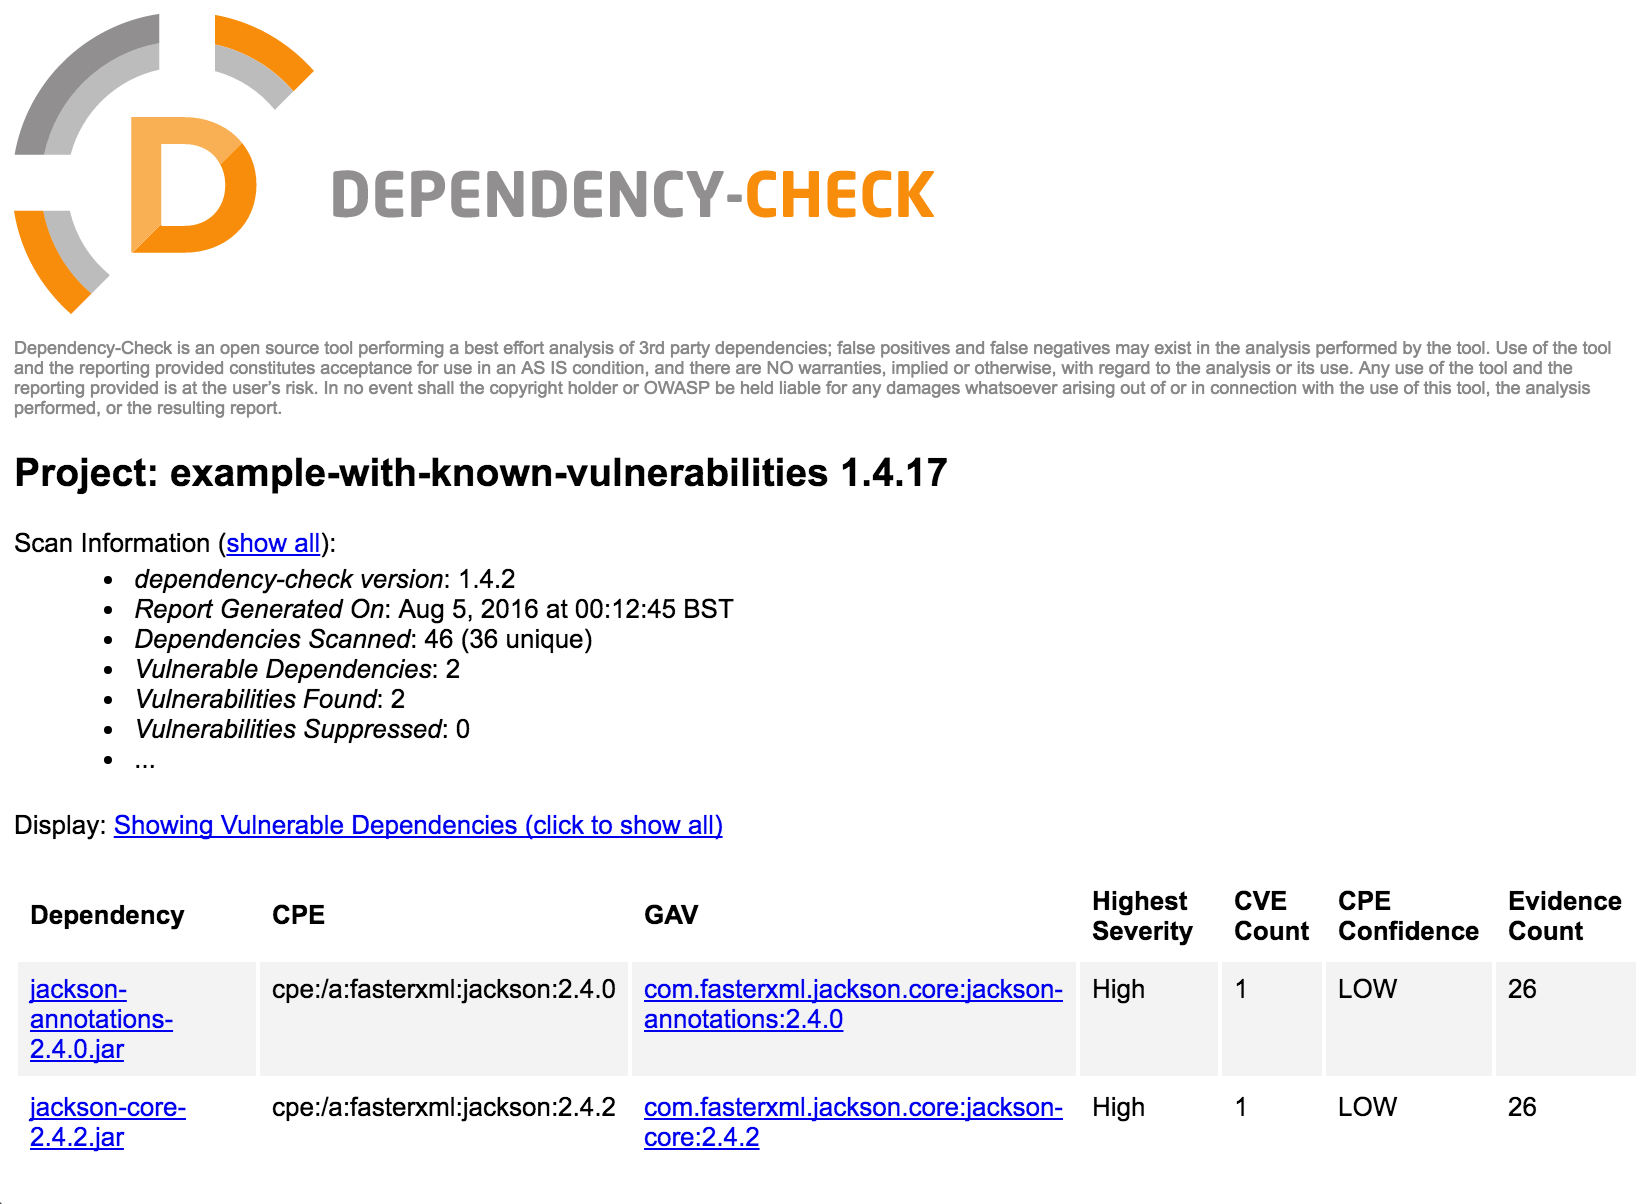 D
DEPENDENCY-CHECK
Dependency-Check is an open source tool performing a best effort analysis of 3rd party dependencies; false positives and false negatives may exist in the analysis performed by the tool. Use of the tool
and the reporting provided constitutes acceptance for use in an AS IS condition, and there are NO warranties, implied or otherwise, with regard to the analysis or its use. Any use of the tool and the
reporting provided is at the user's risk. In no event shall the copyright holder or OWASP be held liable for any damages whatsoever arising out of or in connection with the use of this tool, the analysis
performed, or the resulting report.
Project: example-with-known-vulnerabilities 1.4.17
Scan Information (show all):
• dependency-check version: 1.4.2
• Report Generated On: Aug 5, 2016 at 00:12:45 BST
• Dependencies Scanned: 46 (36 unique)
• Vulnerable Dependencies: 2
• Vulnerabilities Found: 2
• Vulnerabilities Suppressed: 0
• ...
Display: Showing Vulnerable Dependencies (click to show all)
Dependency CPE GAV Highest Severity CVE Count CPE Confidence Evidence Count
jackson-annotations-2.4.0.jar cpe:/a:fasterxml:jackson:2.4.0 com.fasterxml.jackson.core:jackson-annotations:2.4.0 High 1 LOW 26
jackson-core-2.4.2.jar cpe:/a:fasterxml:jackson:2.4.2 com.fasterxml.jackson.core:jackson-core:2.4.2 High 1 LOW 26